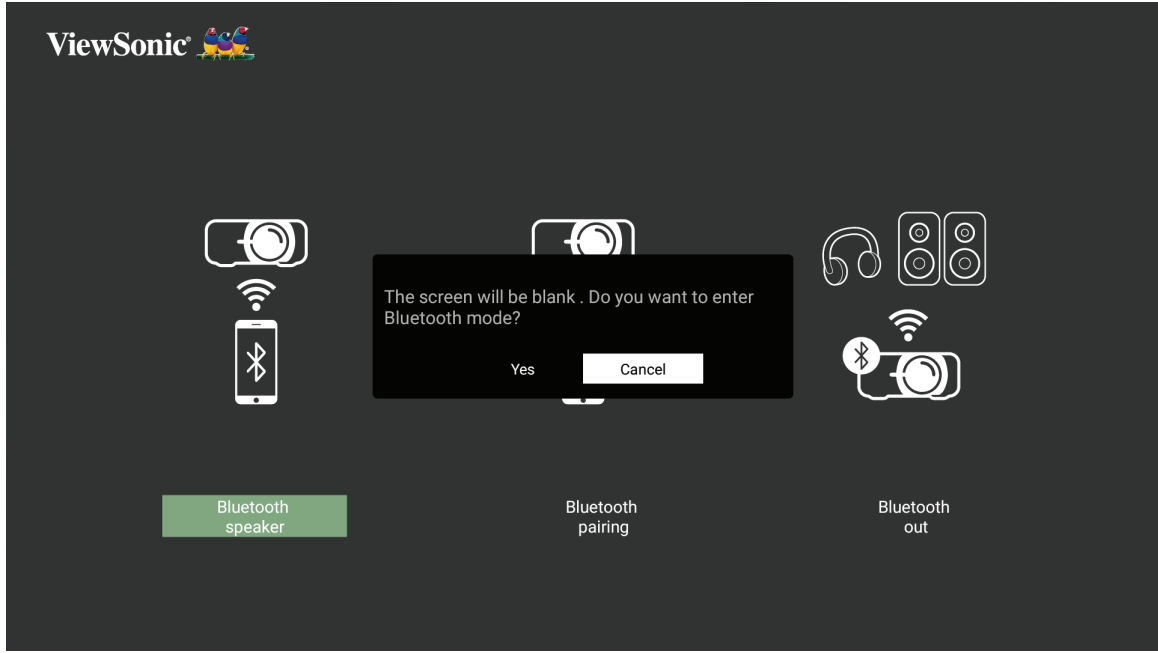 ViewSonic®
The screen will be blank . Do you want to enter
Bluetooth mode?
Yes
Cancel
Bluetooth
speaker
Bluetooth
pairing
Bluetooth
out